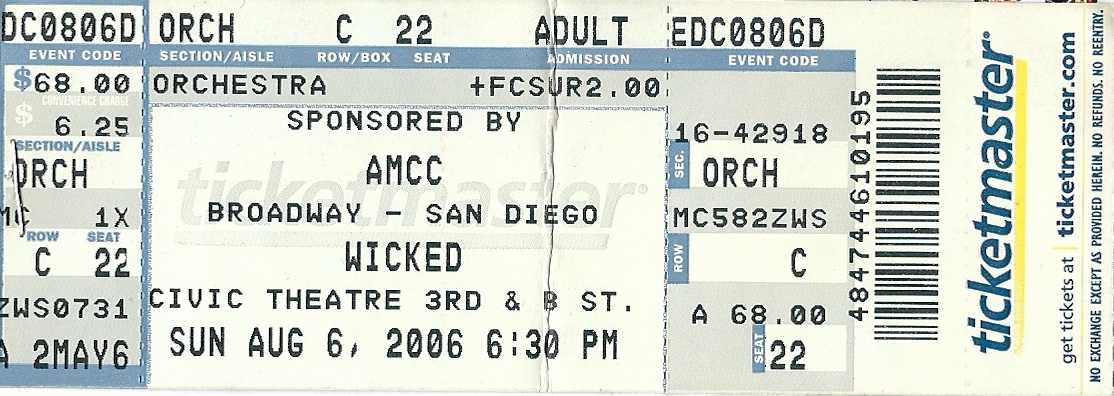 DC0806D ORCH C 22 ADULT EDC0806D
EVENT CODE SECTION/AISLE ROW/BOX SEAT ADMISSION EVENT CODE
$68.00 ORCHESTRA +FCSUR2.00
CONVENIENCE CHARGE
$ 6.25
SECTION/AISLE
ORCH
MC 1X
ROW SEAT
C 22
ZWS0731
A 2MAY6
SPONSORED BY
AMCC
ticketmaster®
BROADWAY - SAN DIEGO
WICKED
CIVIC THEATRE 3RD & B ST.
SUN AUG 6, 2006 6:30 PM
16-42918
SEC. ORCH
MC582ZWS
ROW C
A 68.00
SEAT 22
484744610195
ticketmaster®
get tickets at ticketmaster.com
NO EXCHANGE EXCEPT AS PROVIDED HEREIN. NO REFUNDS. NO REENTRY.